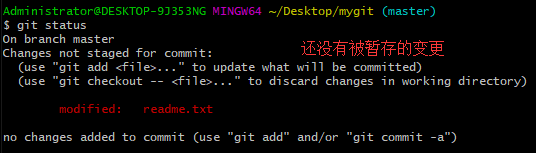 Administrator@DESKTOP-9J353NG MINGW64 ~/Desktop/mygit (master)
$ git status
On branch master
Changes not staged for commit:
还没有被暂存的变更
(use "git add <file>..." to update what will be committed)
(use "git checkout -- <file>..." to discard changes in working directory)
modified: readme.txt
no changes added to commit (use "git add" and/or "git commit -a")